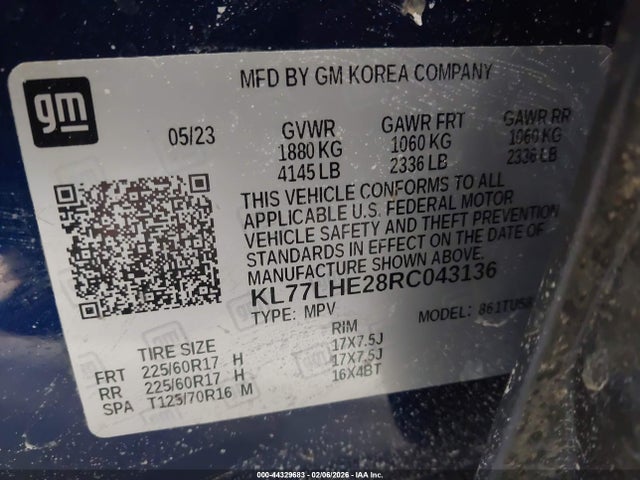 gm
MFD BY GM KOREA COMPANY
05/23 GVWR GAWR FRT GAWR RR
1880 KG 1060 KG 1060 KG
4145 LB 2336 LB 2336 LB
THIS VEHICLE CONFORMS TO ALL
APPLICABLE U.S. FEDERAL MOTOR
VEHICLE SAFETY AND THEFT PREVENTION
STANDARDS IN EFFECT ON THE DATE OF
MANUFACTURE SHOWN ABOVE.
KL77LHE28RC043136
TYPE: MPV MODEL:
TIRE SIZE RIM
FRT 225/60R17 H 17X7.5J
RR 225/60R17 H 17X7.5J
SPA T125/70R16 M 16X4BT
000-44329683 - 02/06/2026 - IAA Inc.